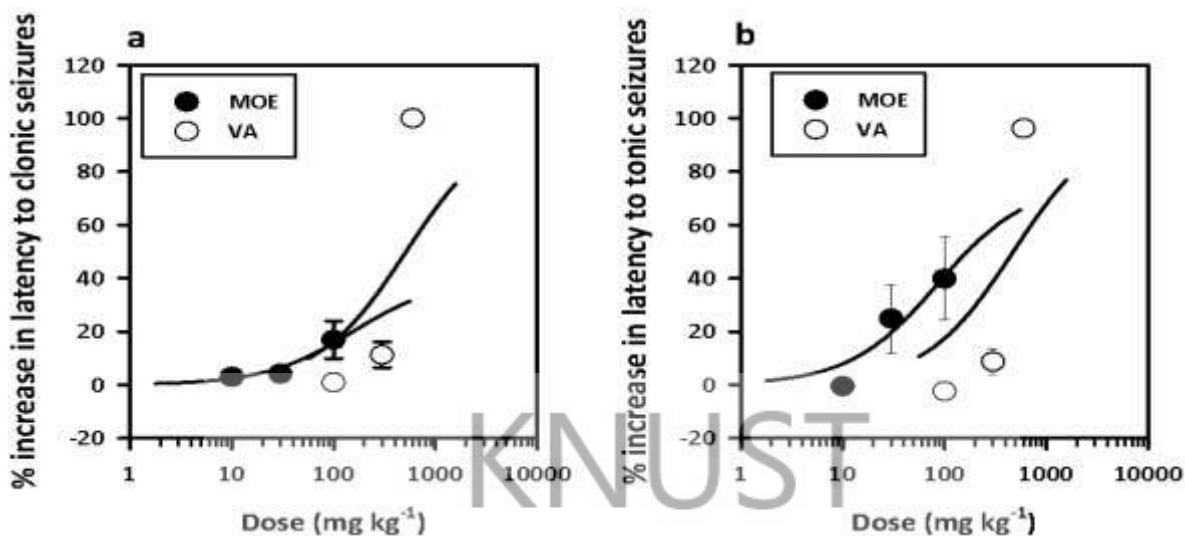 a
% increase in latency to clonic seizures
120
100
80
60
40
20
0
-20
MOE
VA
1 10 100 1000 10000
Dose (mg kg-1)
b
% increase in latency to tonic seizures
120
100
80
60
40
20
0
-20
MOE
VA
1 10 100 1000 10000
Dose (mg kg-1)
KNUST